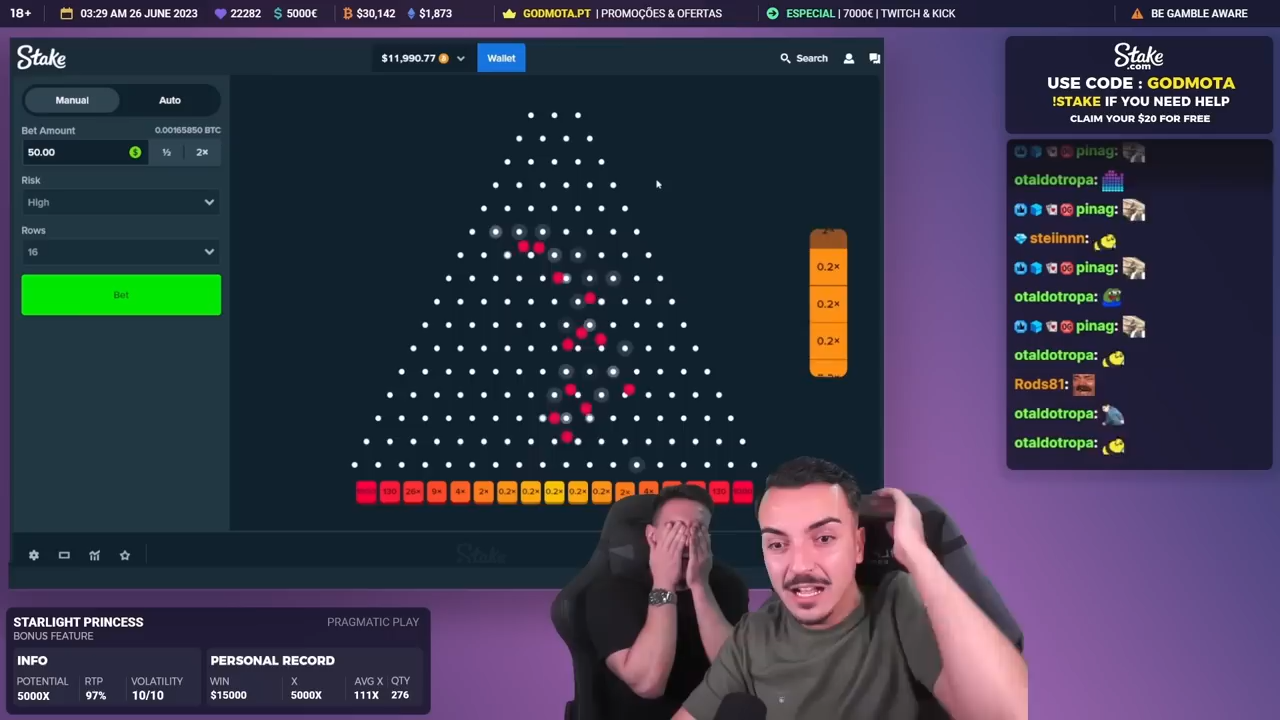 18+
03:29 AM 26 JUNE 2023
22282
5000€
$30,142
$1,873
GODMOTA.PT | PROMOÇÕES & OFERTAS
ESPECIAL | 7000€ | TWITCH & KICK
BE GAMBLE AWARE
Stake
$11,990.77
Wallet
Search
Manual
Auto
Bet Amount
0.00165850 BTC
50.00
½
2×
Risk
High
Rows
16
Bet
0.2×
0.2×
0.2×
1000 130 26× 9× 4× 2× 0.2× 0.2× 0.2× 0.2× 0.2× 2× 4× 130 1000
Stake
Stake
.com
USE CODE : GODMOTA
!STAKE IF YOU NEED HELP
CLAIM YOUR $20 FOR FREE
pinag:
otaldotropa:
pinag:
steiinnn:
pinag:
otaldotropa:
pinag:
otaldotropa:
Rods81:
otaldotropa:
otaldotropa:
STARLIGHT PRINCESS
PRAGMATIC PLAY
BONUS FEATURE
INFO
POTENTIAL RTP VOLATILITY
5000X 97% 10/10
PERSONAL RECORD
WIN X AVG X QTY
$15000 5000X 111X 276